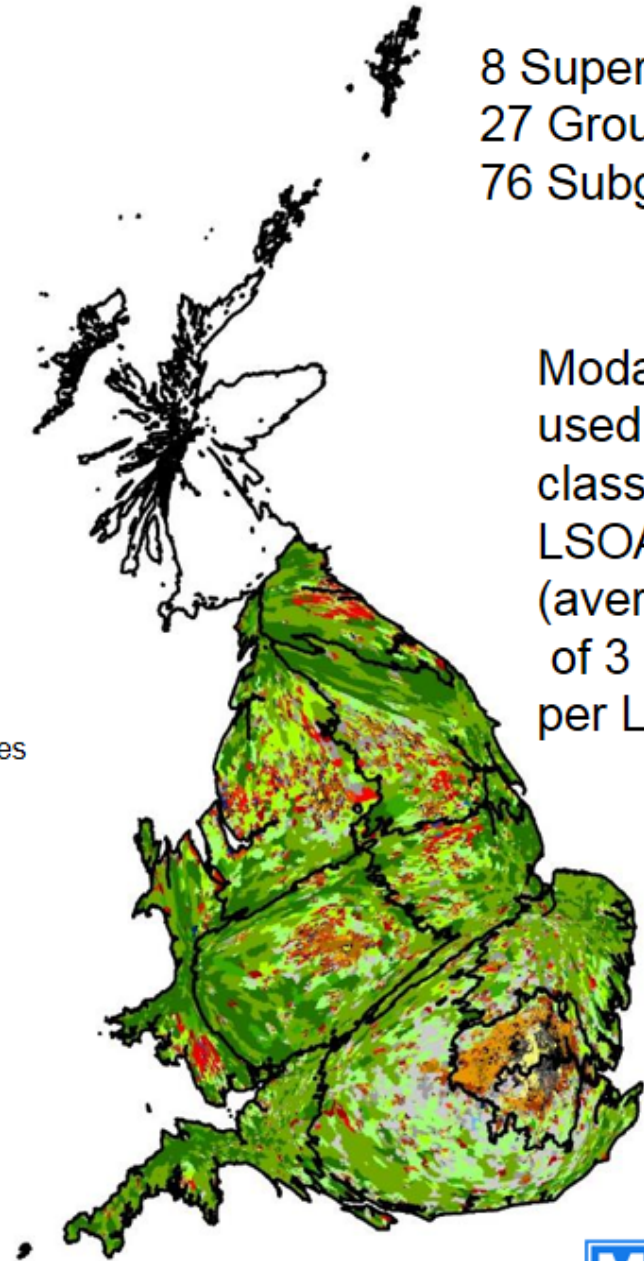 8 Super
27 Grou
76 Subg
Moda
used
class
LSOA
(aver
of 3
per L
es